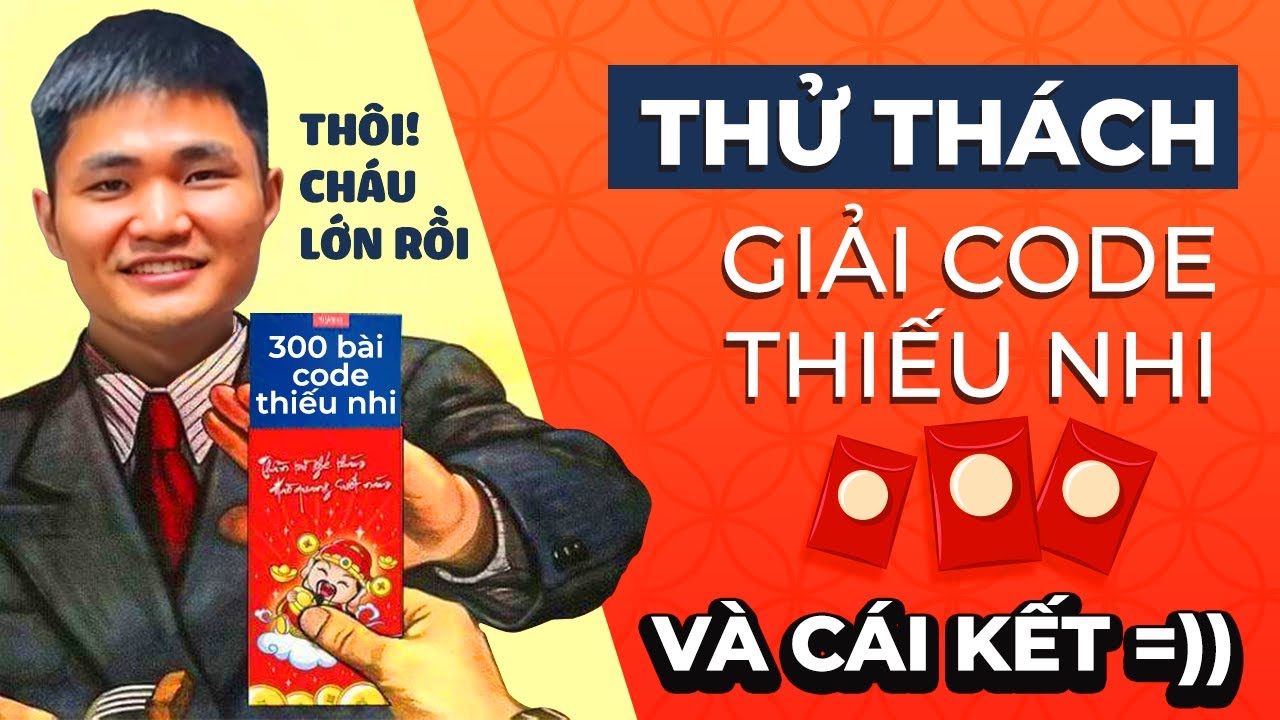 THÔI!
CHÁU
LỚN RỒI
300 bài
code
thiếu nhi
THỬ THÁCH
GIẢI CODE
THIẾU NHI
VÀ CÁI KẾT =))